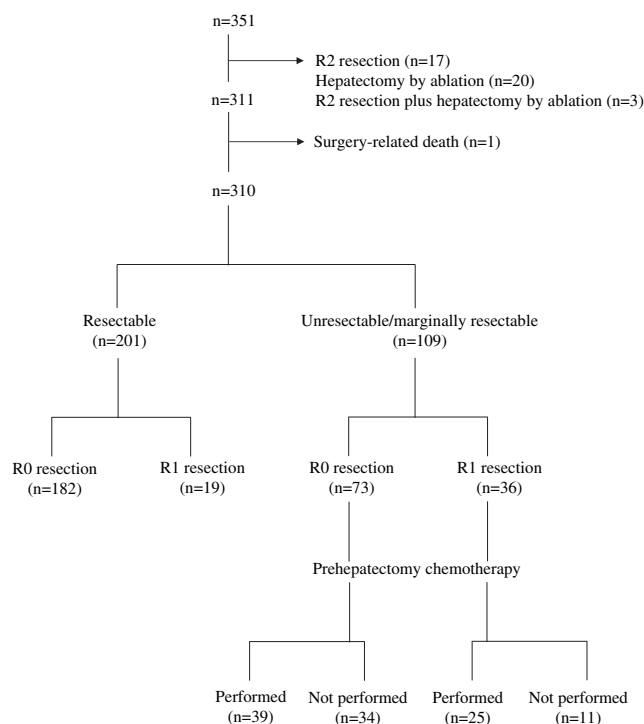 n=351
R2 resection (n=17)
Hepatectomy by ablation (n=20)
R2 resection plus hepatectomy by ablation (n=3)
n=311
Surgery-related death (n=1)
n=310
Resectable
(n=201)
Unresectable/marginally resectable
(n=109)
R0 resection
(n=182)
R1 resection
(n=19)
R0 resection
(n=73)
R1 resection
(n=36)
Prehepatectomy chemotherapy
Performed
(n=39)
Not performed
(n=34)
Performed
(n=25)
Not performed
(n=11)